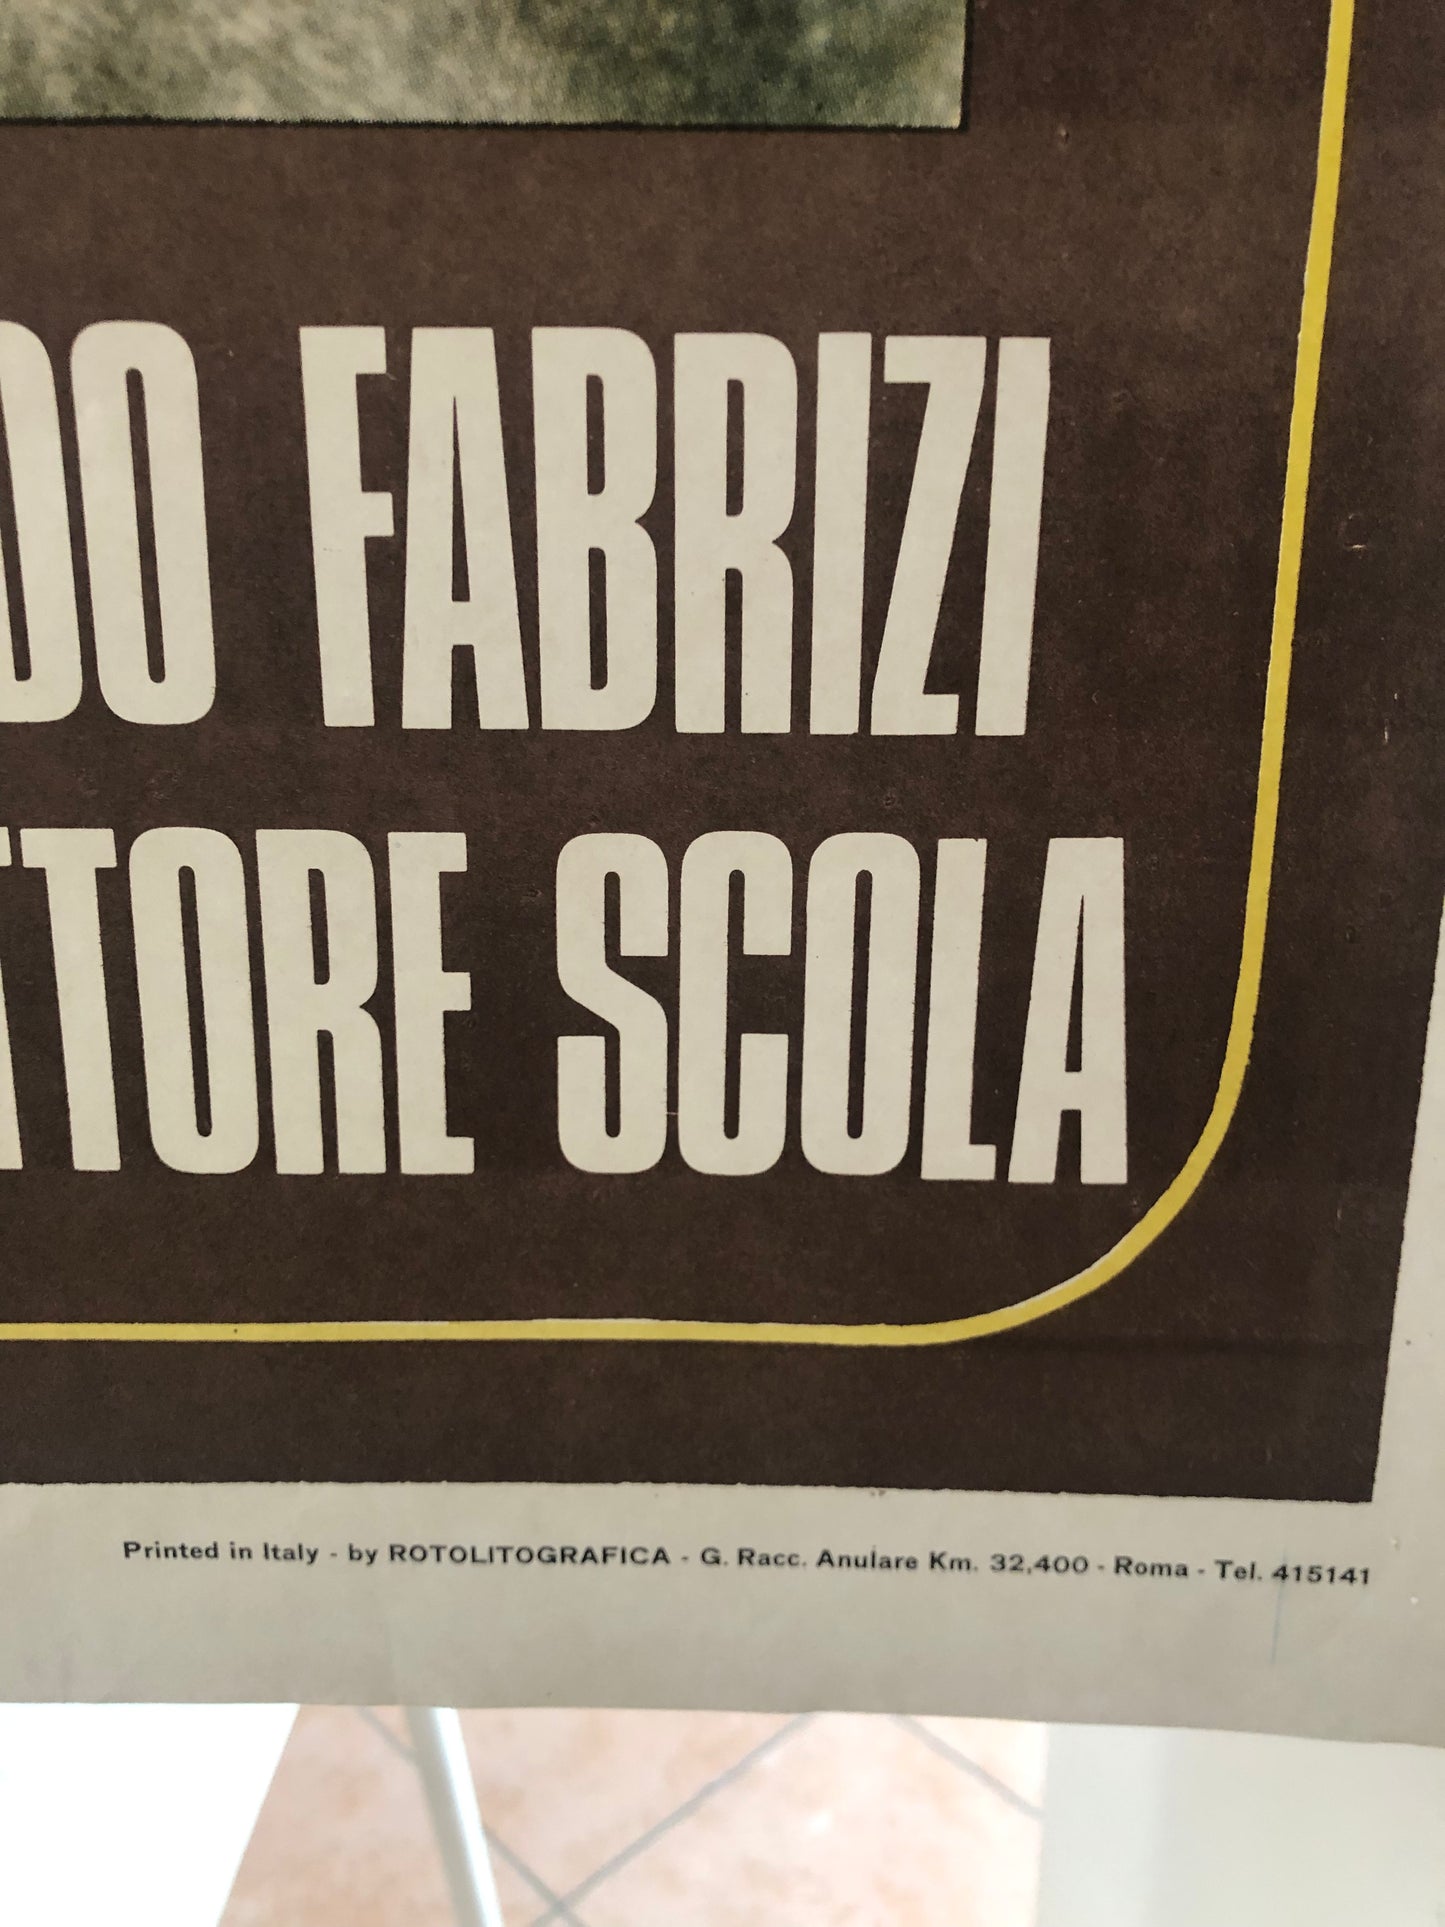 DO FABRIZI
TTORE SCOLA
Printed in Italy - by ROTOLITOGRAFICA - G. Racc. Anulare Km. 32,400 - Roma - Tel. 415141